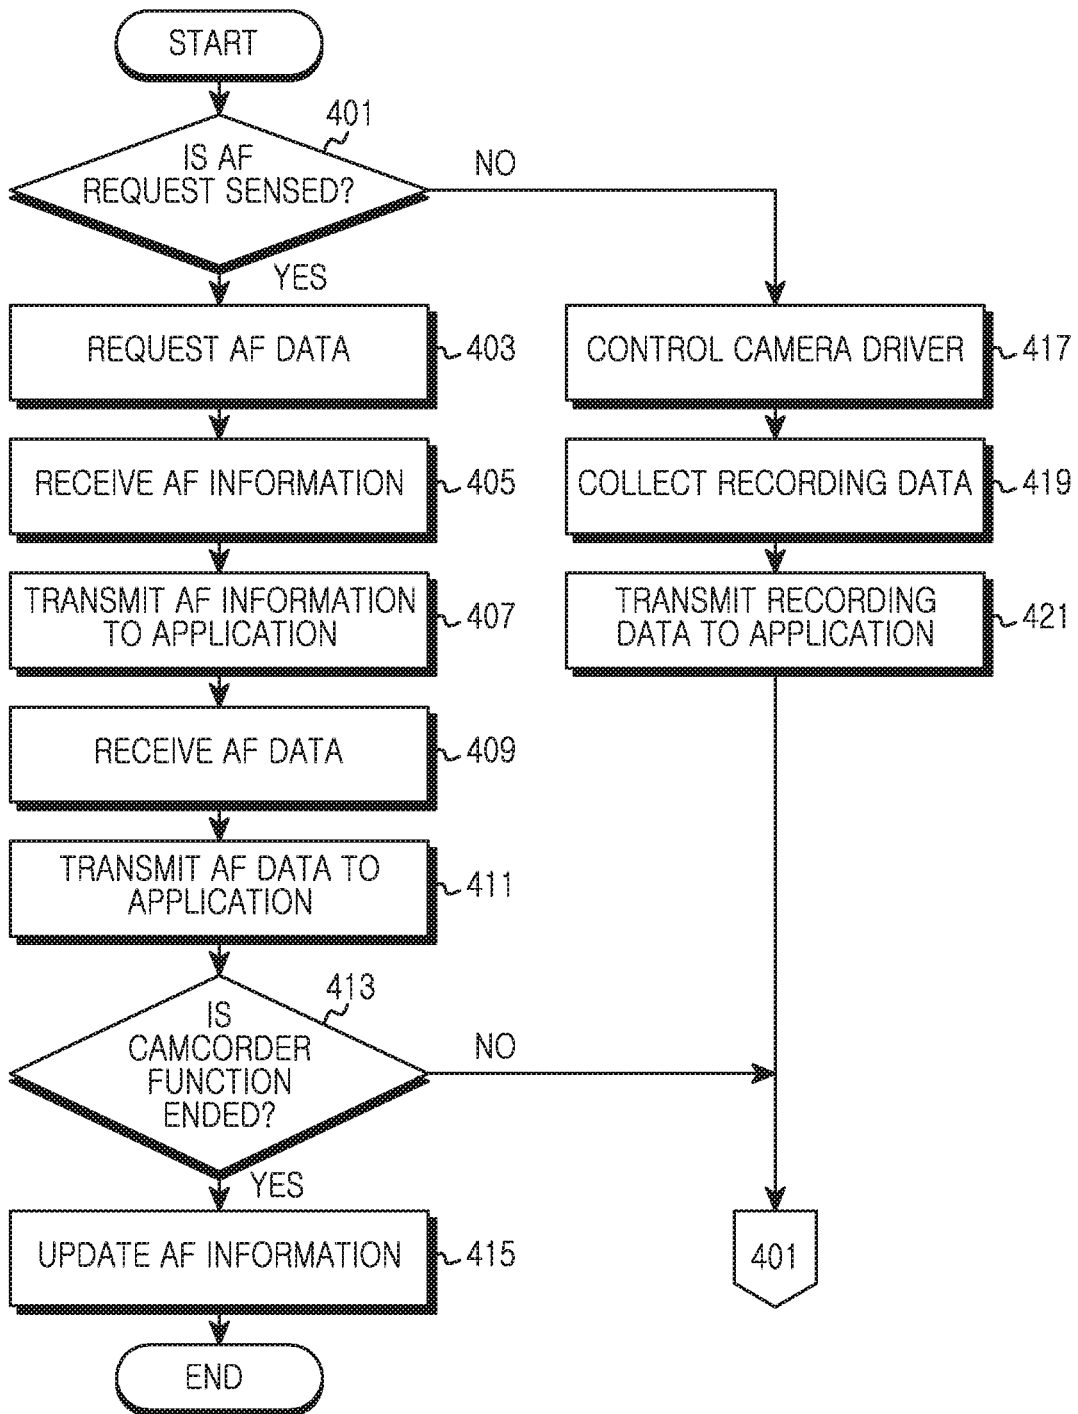 START
401
IS AF
REQUEST SENSED?
NO
YES
REQUEST AF DATA
403
CONTROL CAMERA DRIVER
417
RECEIVE AF INFORMATION
405
COLLECT RECORDING DATA
419
TRANSMIT AF INFORMATION
TO APPLICATION
407
TRANSMIT RECORDING
DATA TO APPLICATION
421
RECEIVE AF DATA
409
TRANSMIT AF DATA TO
APPLICATION
411
413
IS
CAMCORDER
FUNCTION
ENDED?
NO
YES
UPDATE AF INFORMATION
415
401
END